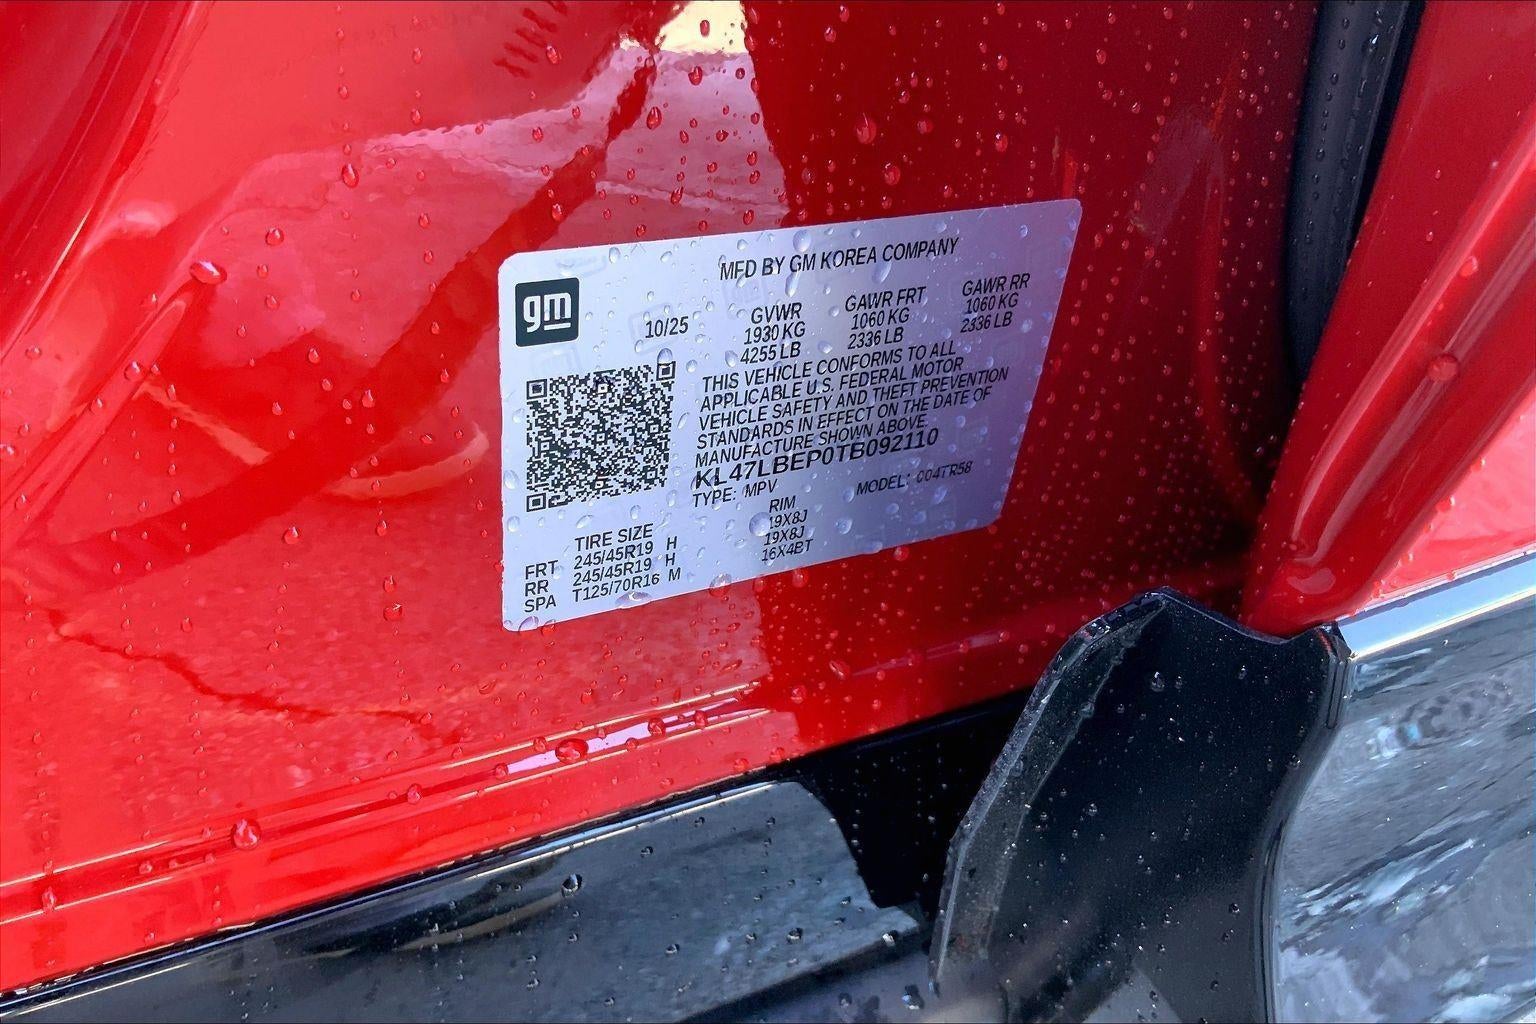 gm
MFD BY GM KOREA COMPANY
10/25
GVWR
1930 KG
4255 LB
GAWR FRT
1060 KG
2336 LB
GAWR RR
1060 KG
2336 LB
THIS VEHICLE CONFORMS TO ALL
APPLICABLE U.S. FEDERAL MOTOR
VEHICLE SAFETY AND THEFT PREVENTION
STANDARDS IN EFFECT ON THE DATE OF
MANUFACTURE SHOWN ABOVE.
KL47LBEP0TB092110
TYPE: MPV
MODEL: 004TR58
TIRE SIZE RIM
FRT 245/45R19 H 19X8J
RR 245/45R19 H 19X8J
SPA T125/70R16 M 16X4BT